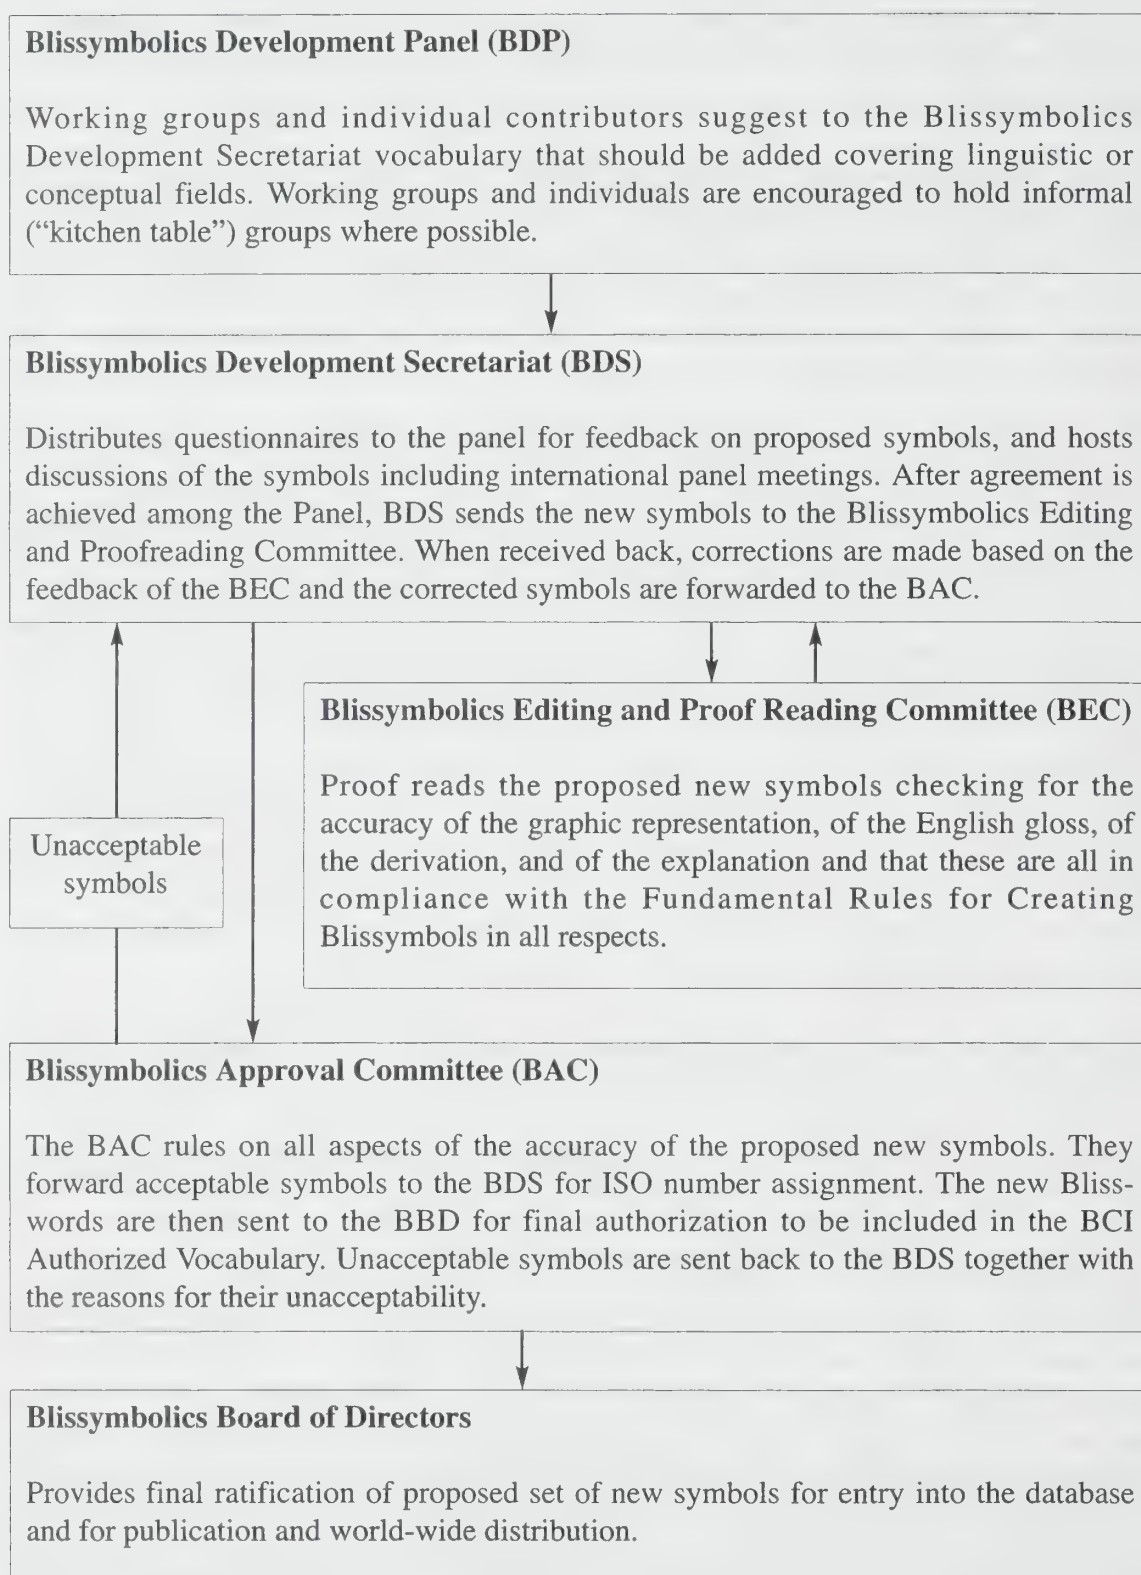 Blissymbolics Development Panel (BDP)
Working groups and individual contributors suggest to the Blissymbolics
Development Secretariat vocabulary that should be added covering linguistic or
conceptual fields. Working groups and individuals are encouraged to hold informal
(“kitchen table”) groups where possible.
Blissymbolics Development Secretariat (BDS)
Distributes questionnaires to the panel for feedback on proposed symbols, and hosts
discussions of the symbols including international panel meetings. After agreement is
achieved among the Panel, BDS sends the new symbols to the Blissymbolics Editing
and Proofreading Committee. When received back, corrections are made based on the
feedback of the BEC and the corrected symbols are forwarded to the BAC.
Blissymbolics Editing and Proof Reading Committee (BEC)
Proof reads the proposed new symbols checking for the
accuracy of the graphic representation, of the English gloss, of
the derivation, and of the explanation and that these are all in
compliance with the Fundamental Rules for Creating
Blissymbols in all respects.
Unacceptable
symbols
Blissymbolics Approval Committee (BAC)
The BAC rules on all aspects of the accuracy of the proposed new symbols. They
forward acceptable symbols to the BDS for ISO number assignment. The new Bliss-
words are then sent to the BBD for final authorization to be included in the BCI
Authorized Vocabulary. Unacceptable symbols are sent back to the BDS together with
the reasons for their unacceptability.
Blissymbolics Board of Directors
Provides final ratification of proposed set of new symbols for entry into the database
and for publication and world-wide distribution.